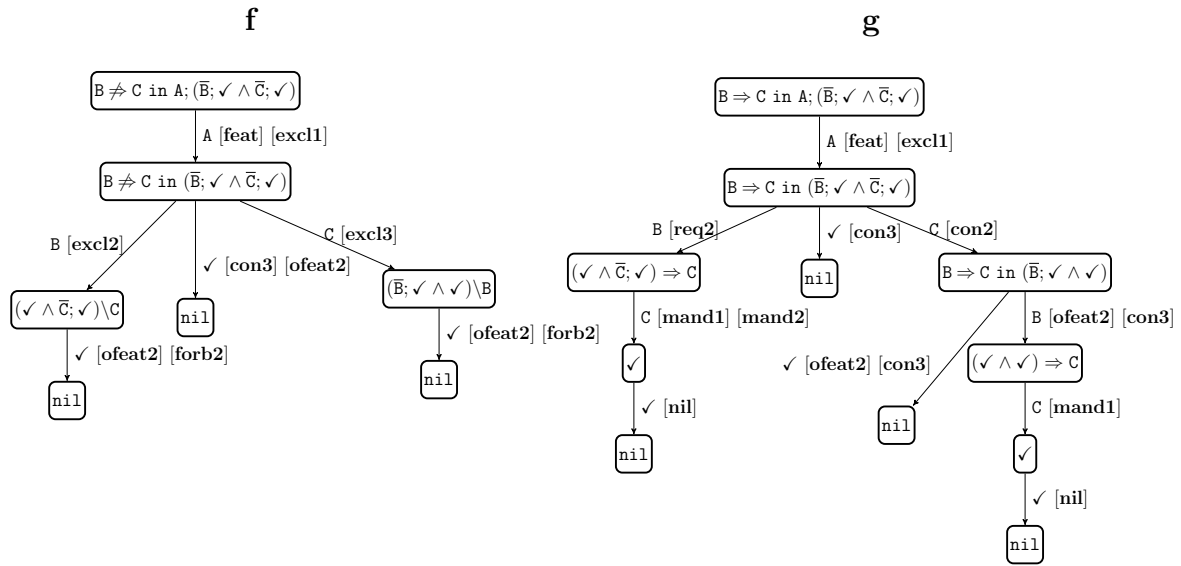 f
B ⇏ C in A; (B̅; ✓ ∧ C̅; ✓)
A [feat] [excl1]
B ⇏ C in (B̅; ✓ ∧ C̅; ✓)
B [excl2]
✓ [con3] [ofeat2]
C [excl3]
(✓ ∧ C̅; ✓)\C
nil
(B̅; ✓ ∧ ✓)\B
✓ [ofeat2] [forb2]
✓ [ofeat2] [forb2]
nil
nil
g
B ⇒ C in A; (B̅; ✓ ∧ C̅; ✓)
A [feat] [excl1]
B ⇒ C in (B̅; ✓ ∧ C̅; ✓)
B [req2]
✓ [con3]
C [con2]
(✓ ∧ C̅; ✓) ⇒ C
nil
B ⇒ C in (B̅; ✓ ∧ ✓)
C [mand1] [mand2]
✓ [ofeat2] [con3]
B [ofeat2] [con3]
✓
nil
(✓ ∧ ✓) ⇒ C
✓ [nil]
C [mand1]
nil
✓
✓ [nil]
nil